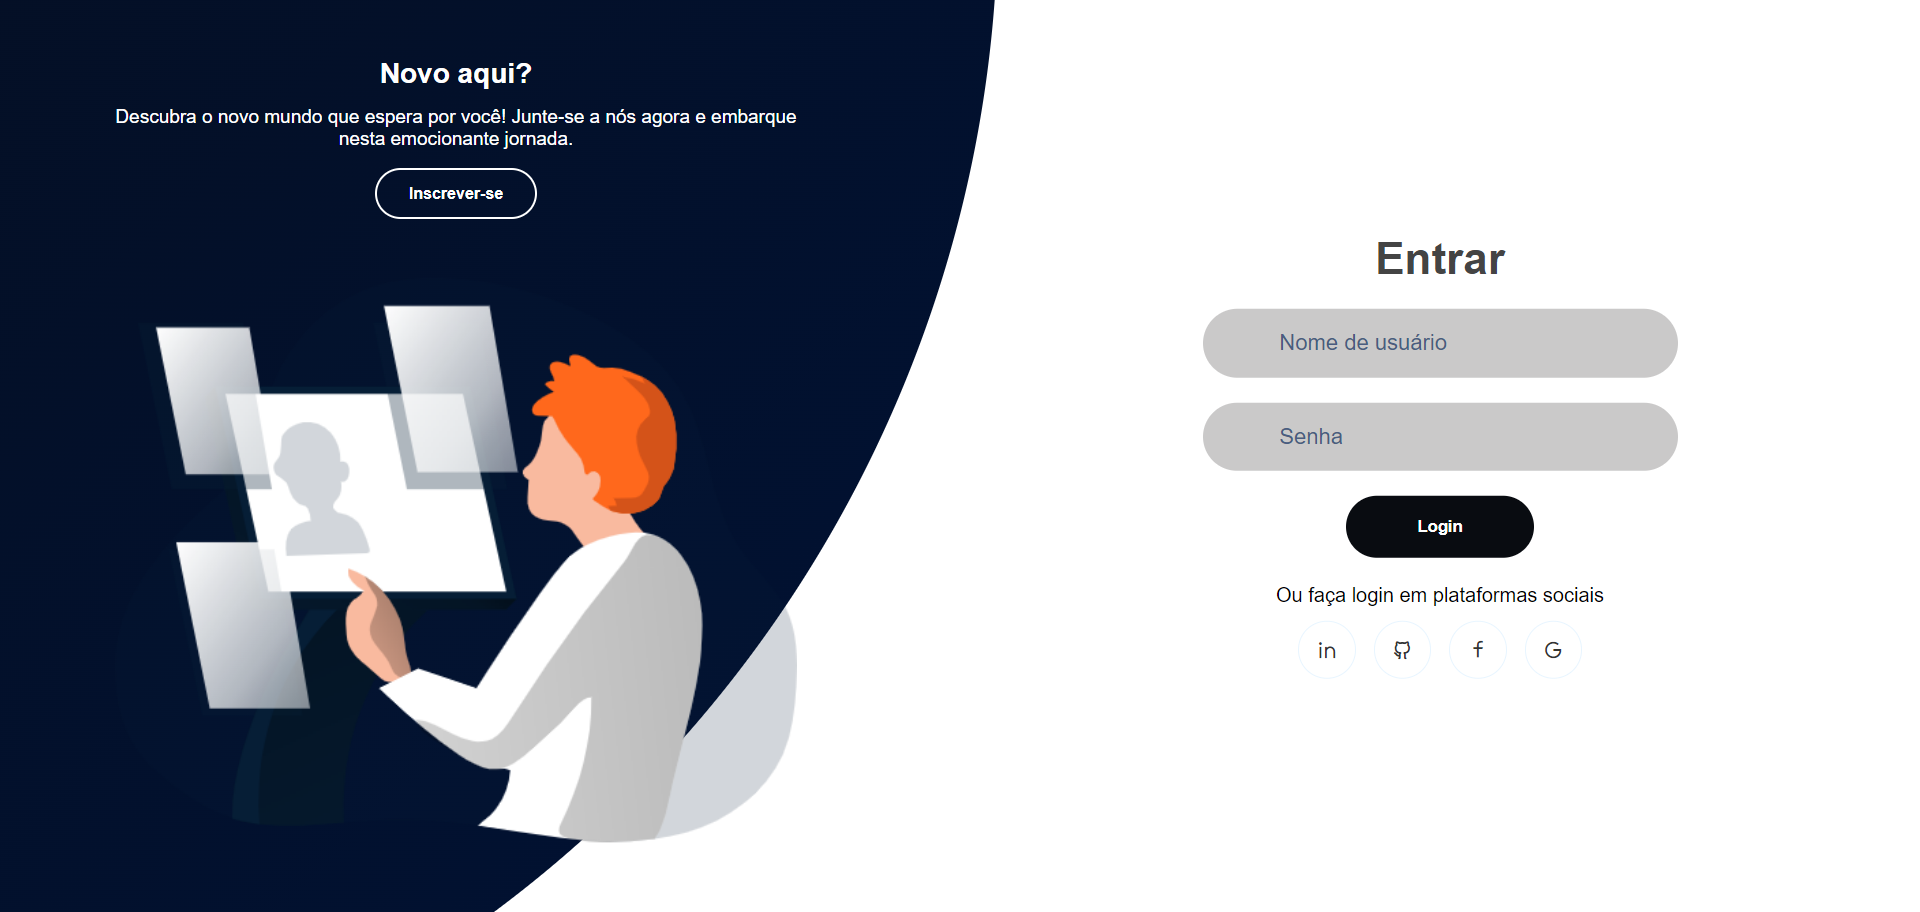 Novo aqui?
Descubra o novo mundo que espera por você! Junte-se a nós agora e embarque
nesta emocionante jornada.
Inscrever-se
Entrar
Nome de usuário
Senha
Login
Ou faça login em plataformas sociais